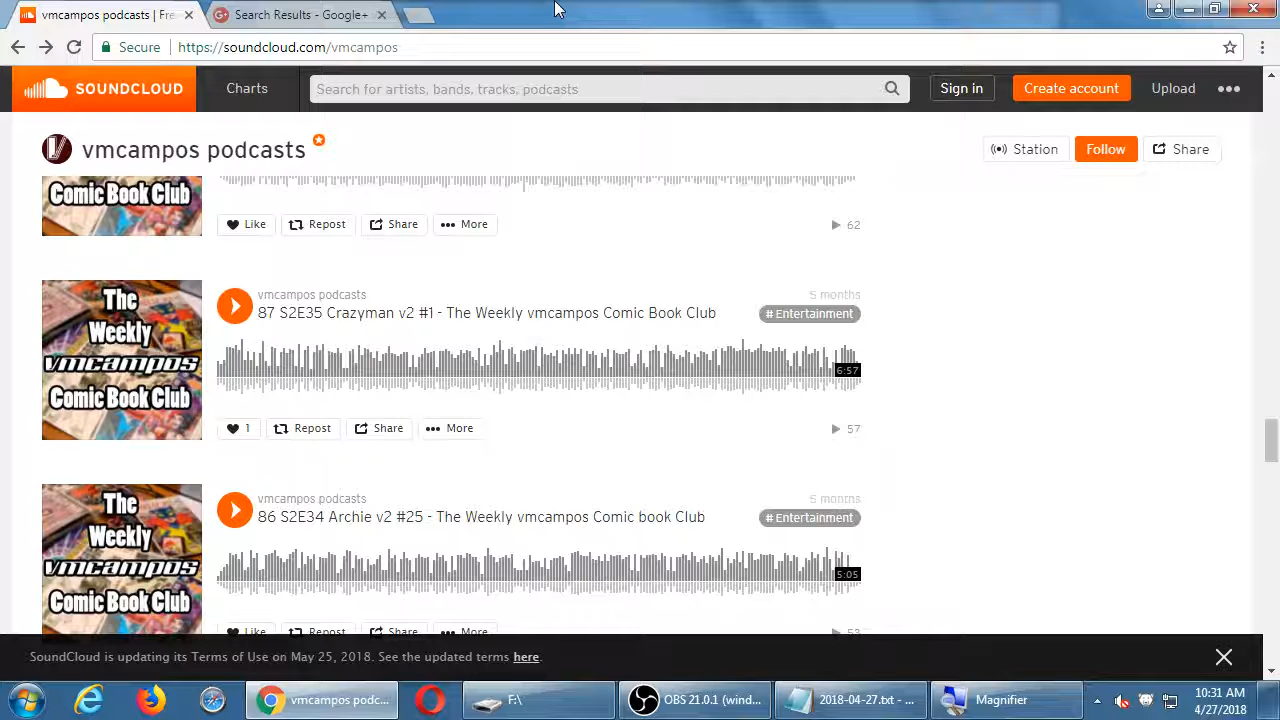 vmcampos podcasts | Fre
Search Results - Google+
Secure https://soundcloud.com/vmcampos
SOUNDCLOUD Charts Search for artists, bands, tracks, podcasts Sign in Create account Upload
vmcampos podcasts Station Follow Share
Comic Book Club
Like Repost Share More 62
The
Weekly
vmcampos
Comic Book Club
vmcampos podcasts 5 months
87 S2E35 Crazyman v2 #1 - The Weekly vmcampos Comic Book Club # Entertainment
6:57
1 Repost Share More 57
The
Weekly
vmcampos
Comic Book Club
vmcampos podcasts 5 months
86 S2E34 Archie v2 #25 - The Weekly vmcampos Comic book Club # Entertainment
5:05
Like Repost Share More 53
SoundCloud is updating its Terms of Use on May 25, 2018. See the updated terms here.
vmcampos podc... F:\ OBS 21.0.1 (wind... 2018-04-27.txt - ... Magnifier 10:31 AM
4/27/2018